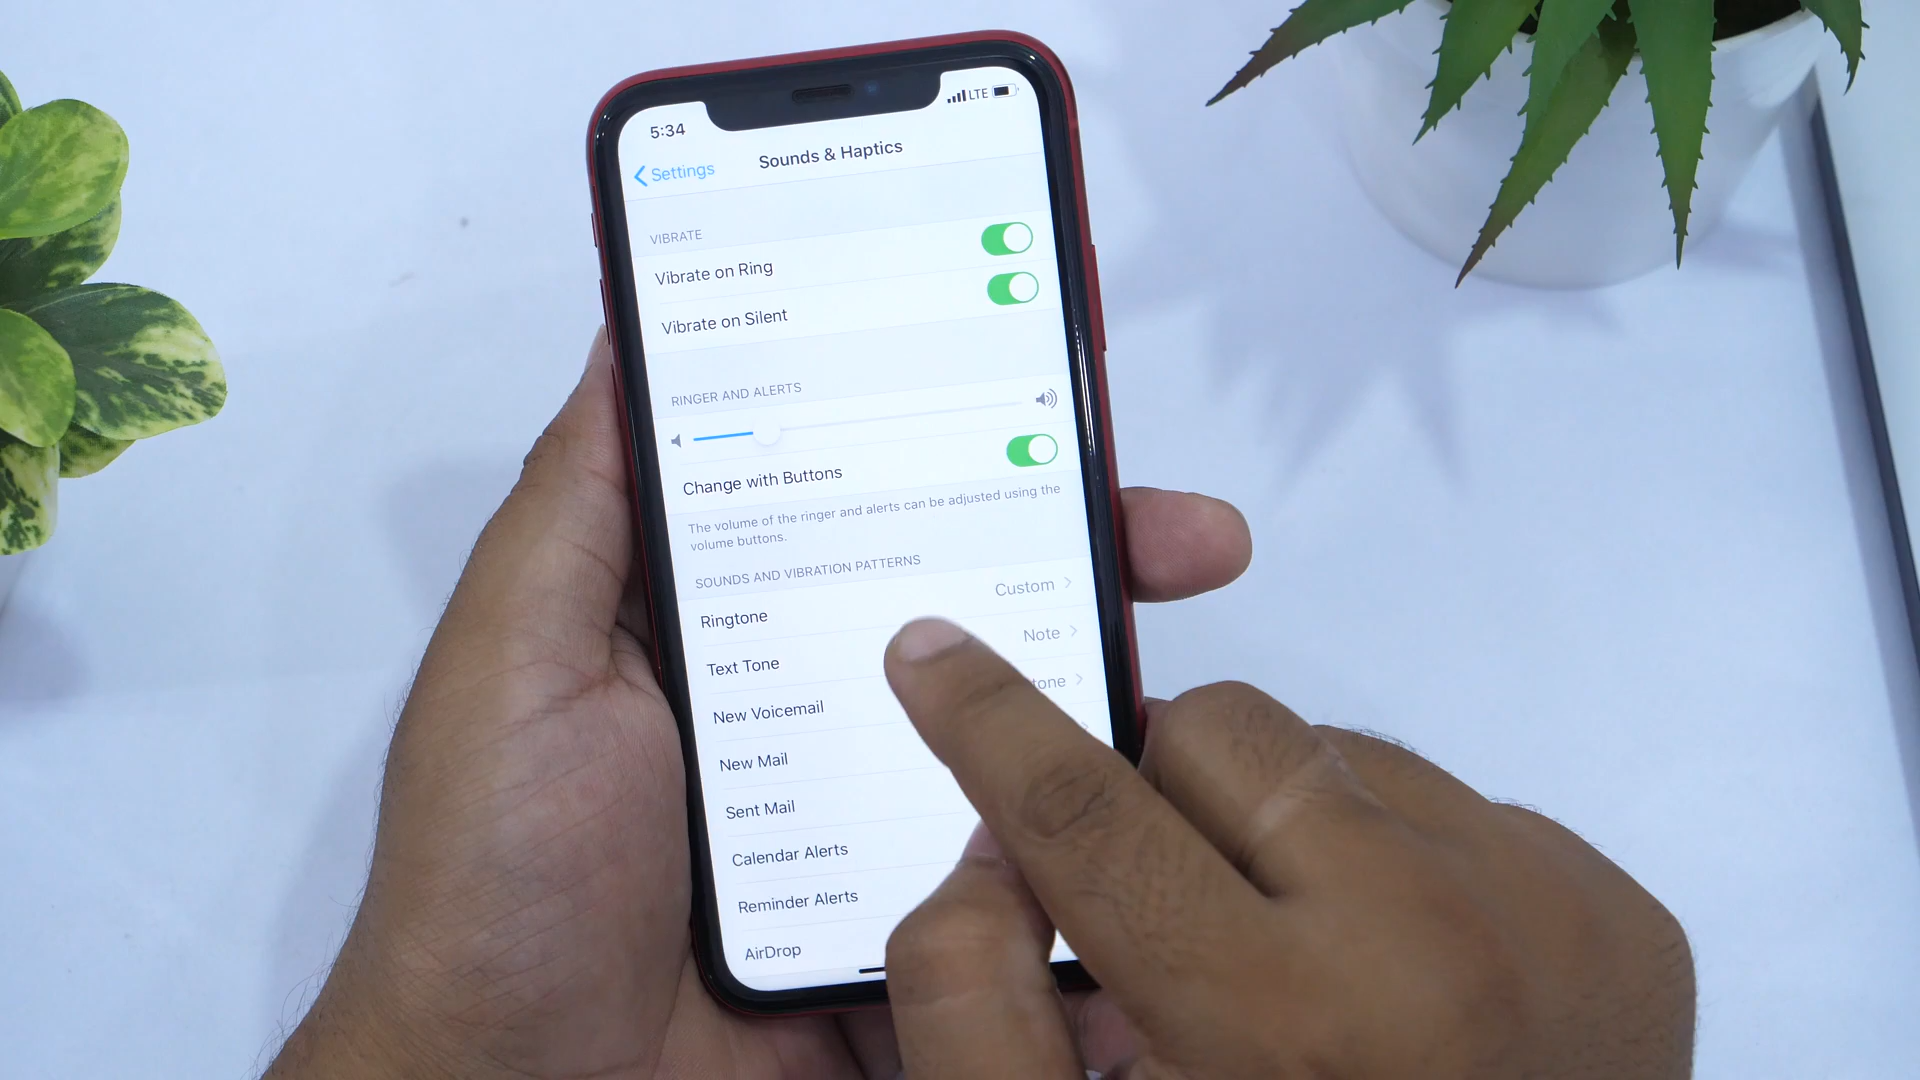 5:34
LTE
Settings
Sounds & Haptics
VIBRATE
Vibrate on Ring
Vibrate on Silent
RINGER AND ALERTS
Change with Buttons
The volume of the ringer and alerts can be adjusted using the
volume buttons.
SOUNDS AND VIBRATION PATTERNS
Ringtone Custom
Text Tone Note
New Voicemail
New Mail
Sent Mail
Calendar Alerts
Reminder Alerts
AirDrop